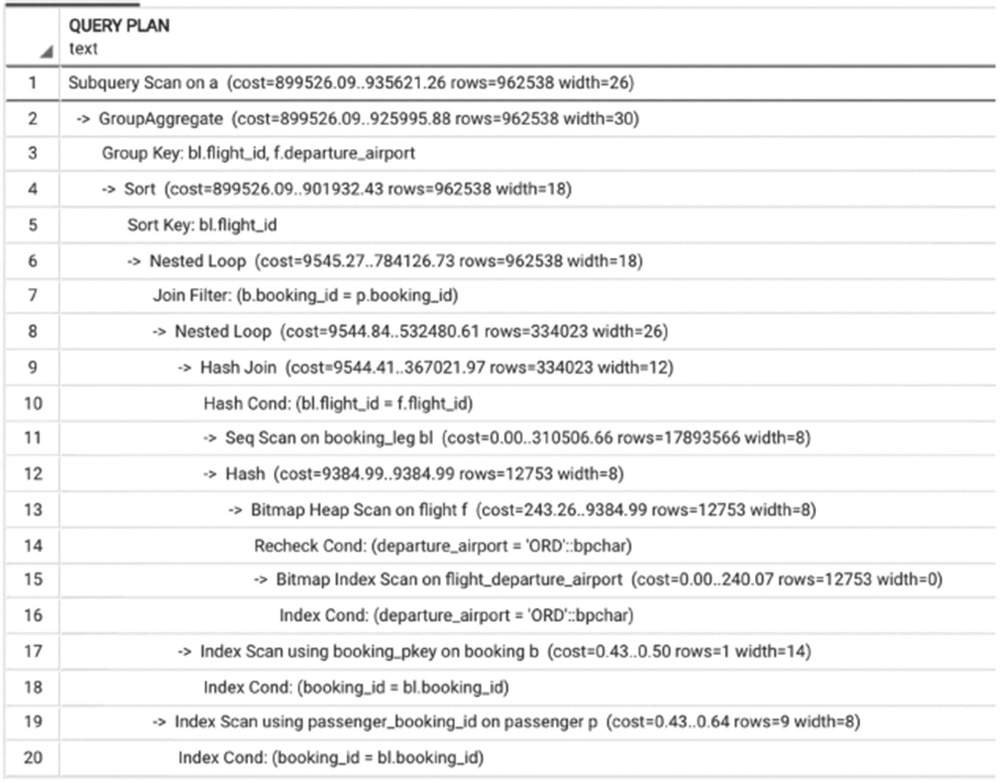 QUERY PLAN
text
1 Subquery Scan on a (cost=899526.09..935621.26 rows=962538 width=26)
2 -> GroupAggregate (cost=899526.09..925995.88 rows=962538 width=30)
3 Group Key: bl.flight_id, f.departure_airport
4 -> Sort (cost=899526.09..901932.43 rows=962538 width=18)
5 Sort Key: bl.flight_id
6 -> Nested Loop (cost=9545.27..784126.73 rows=962538 width=18)
7 Join Filter: (b.booking_id = p.booking_id)
8 -> Nested Loop (cost=9544.84..532480.61 rows=334023 width=26)
9 -> Hash Join (cost=9544.41..367021.97 rows=334023 width=12)
10 Hash Cond: (bl.flight_id = f.flight_id)
11 -> Seq Scan on booking_leg bl (cost=0.00..310506.66 rows=17893566 width=8)
12 -> Hash (cost=9384.99..9384.99 rows=12753 width=8)
13 -> Bitmap Heap Scan on flight f (cost=243.26..9384.99 rows=12753 width=8)
14 Recheck Cond: (departure_airport = 'ORD'::bpchar)
15 -> Bitmap Index Scan on flight_departure_airport (cost=0.00..240.07 rows=12753 width=0)
16 Index Cond: (departure_airport = 'ORD'::bpchar)
17 -> Index Scan using booking_pkey on booking b (cost=0.43..0.50 rows=1 width=14)
18 Index Cond: (booking_id = bl.booking_id)
19 -> Index Scan using passenger_booking_id on passenger p (cost=0.43..0.64 rows=9 width=8)
20 Index Cond: (booking_id = bl.booking_id)